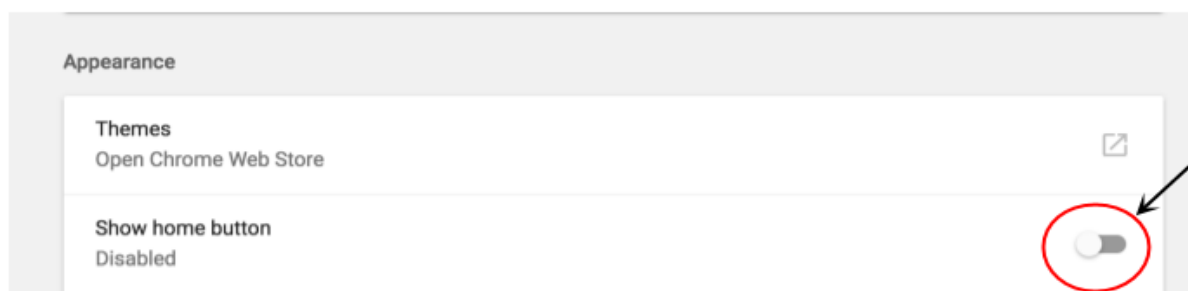 Appearance
Themes
Open Chrome Web Store
Show home button
Disabled